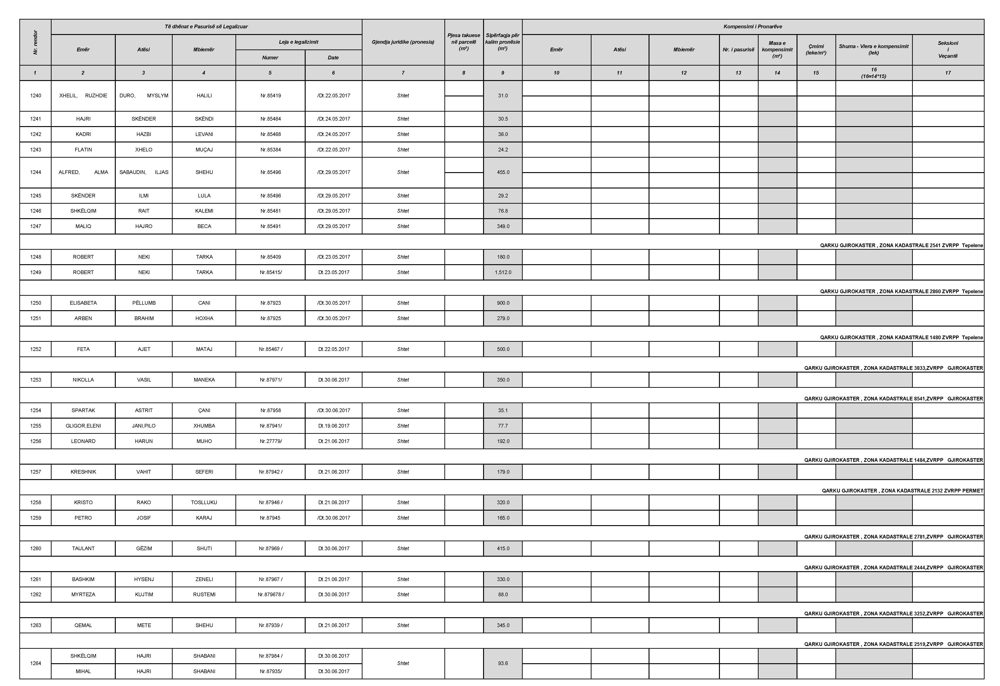 Nr. rendor Të dhënat e Pasurisë së Legalizuar Gjendja juridike (pronesia) Pjesa takuese në parcelë (m²) Sipërfaqja për kalim pronësie (m²) Kompensimi i Pronarëve
Emër Atësi Mbiemër Leja e legalizimit Emër Atësi Mbiemër Nr. i pasurisë Masa e kompensimit (m²) Çmimi (leke/m²) Shuma - Vlera e kompensimit (lek) Seksioni i Veçantë
Numer Date
1 2 3 4 5 6 7 8 9 10 11 12 13 14 15 16 (16=14*15) 17
1240 XHELIL, RUZHDIE DURO, MYSLYM HALILI Nr.85419 /Dt.22.05.2017 Shtet 31.0
1241 HAJRI SKËNDER SKËNDI Nr.85464 /Dt.24.05.2017 Shtet 30.5
1242 KADRI HAZBI LEVANI Nr.85468 /Dt.24.05.2017 Shtet 36.0
1243 FLATIN XHELO MUÇAJ Nr.85384 /Dt.22.05.2017 Shtet 24.2
1244 ALFRED, ALMA SABAUDIN, ILJAS SHEHU Nr.85496 /Dt.29.05.2017 Shtet 455.0
1245 SKËNDER ILMI LULA Nr.85496 /Dt.29.05.2017 Shtet 29.2
1246 SHKËLQIM RAIT KALEMI Nr.85481 /Dt.29.05.2017 Shtet 76.8
1247 MALIQ HAJRO BECA Nr.85491 /Dt.29.05.2017 Shtet 349.0
QARKU GJIROKASTER , ZONA KADASTRALE 2541 ZVRPP Tepelene
1248 ROBERT NEKI TARKA Nr.85409 /Dt.23.05.2017 Shtet 180.0
1249 ROBERT NEKI TARKA Nr.85415/ Dt.23.05.2017 Shtet 1,512.0
QARKU GJIROKASTER , ZONA KADASTRALE 2860 ZVRPP Tepelene
1250 ELISABETA PËLLUMB CANI Nr.87923 /Dt.30.05.2017 Shtet 900.0
1251 ARBEN BRAHIM HOXHA Nr.87925 /Dt.30.05.2017 Shtet 279.0
QARKU GJIROKASTER , ZONA KADASTRALE 1480 ZVRPP Tepelene
1252 FETA AJET MATAJ Nr.85467 / Dt.22.05.2017 Shtet 500.0
QARKU GJIROKASTER , ZONA KADASTRALE 3833,ZVRPP GJIROKASTER
1253 NIKOLLA VASIL MANEKA Nr.87971/ Dt.30.06.2017 Shtet 350.0
QARKU GJIROKASTER , ZONA KADASTRALE 8541,ZVRPP GJIROKASTER
1254 SPARTAK ASTRIT ÇANI Nr.87958 /Dt.30.06.2017 Shtet 35.1
1255 GLIGOR,ELENI JANI,PILO XHUMBA Nr.87941/ Dt.19.06.2017 Shtet 77.7
1256 LEONARD HARUN MUHO Nr.27779/ Dt.21.06.2017 Shtet 192.0
QARKU GJIROKASTER , ZONA KADASTRALE 1484,ZVRPP GJIROKASTER
1257 KRESHNIK VAHIT SEFERI Nr.87942 / Dt.21.06.2017 Shtet 179.0
QARKU GJIROKASTER , ZONA KADASTRALE 2132 ZVRPP PERMET
1258 KRISTO RAKO TOSLLUKU Nr.87946 / Dt.21.06.2017 Shtet 320.0
1259 PETRO JOSIF KARAJ Nr.87945 /Dt.30.06.2017 Shtet 165.0
QARKU GJIROKASTER , ZONA KADASTRALE 2781,ZVRPP GJIROKASTER
1260 TAULANT GËZIM SHUTI Nr.87969 / Dt.30.06.2017 Shtet 415.0
QARKU GJIROKASTER , ZONA KADASTRALE 2444,ZVRPP GJIROKASTER
1261 BASHKIM HYSENJ ZENELI Nr.87967 / Dt.21.06.2017 Shtet 330.0
1262 MYRTEZA KUJTIM RUSTEMI Nr.879678 / Dt.30.06.2017 Shtet 88.0
QARKU GJIROKASTER , ZONA KADASTRALE 3252,ZVRPP GJIROKASTER
1263 QEMAL METE SHEHU Nr.87939 / Dt.21.06.2017 Shtet 345.0
QARKU GJIROKASTER , ZONA KADASTRALE 2519,ZVRPP GJIROKASTER
1264 SHKËLQIM HAJRI SHABANI Nr.87984 / Dt.30.06.2017 Shtet 93.6
MIHAL HAJRI SHABANI Nr.87935/ Dt.30.06.2017